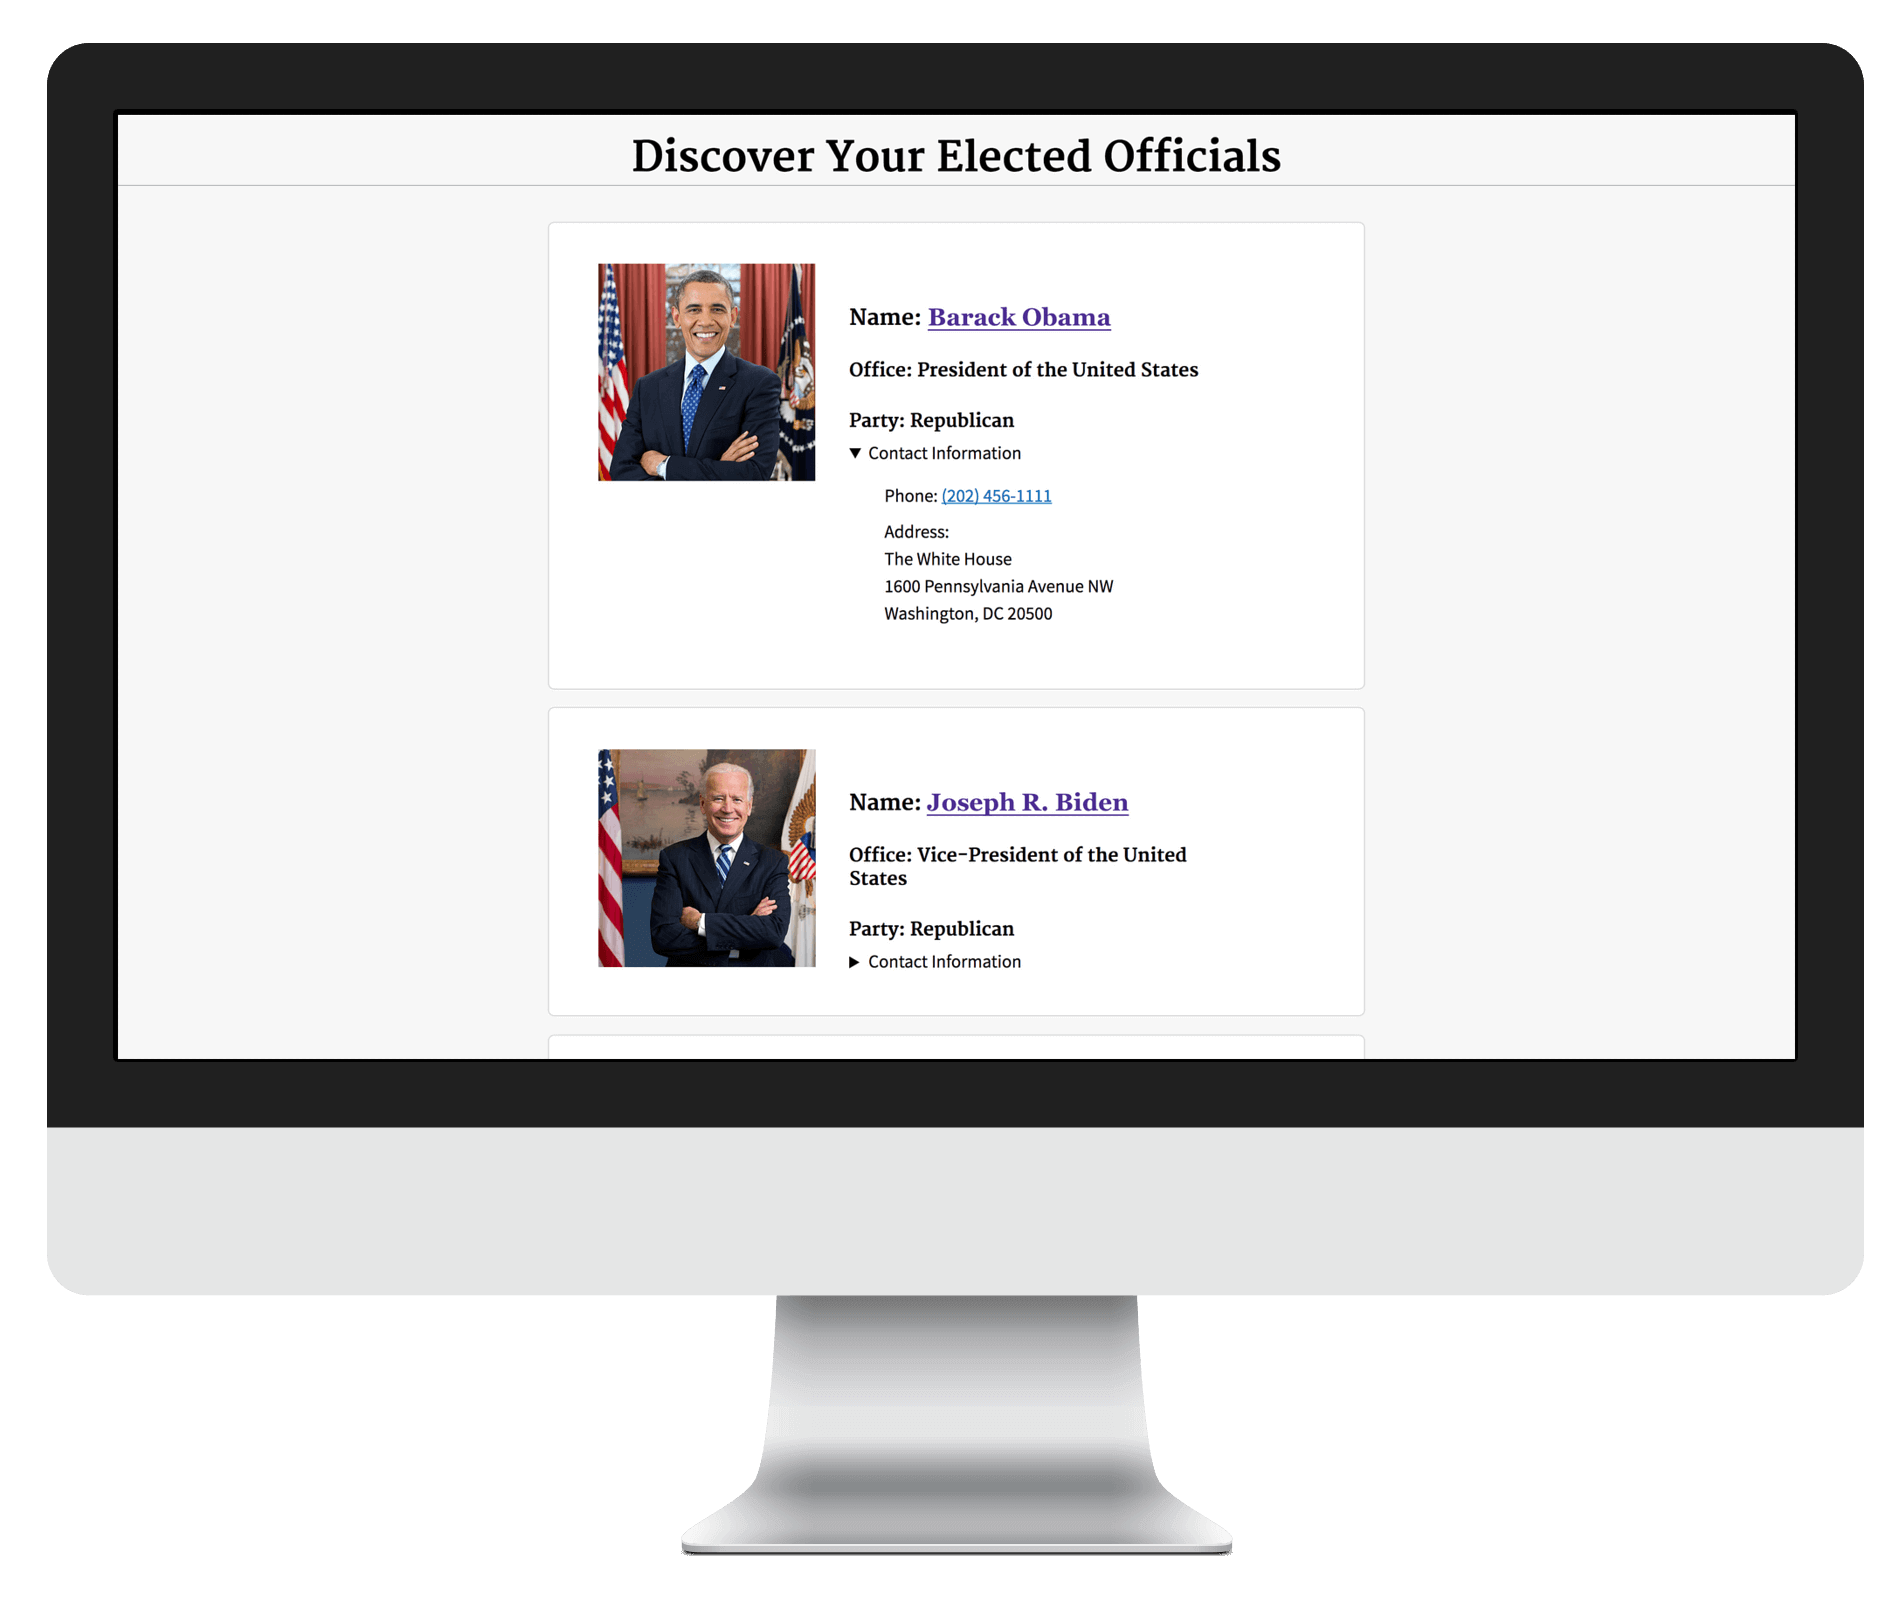 Discover Your Elected Officials
Name: Barack Obama
Office: President of the United States
Party: Republican
▼ Contact Information
Phone: (202) 456-1111
Address:
The White House
1600 Pennsylvania Avenue NW
Washington, DC 20500
Name: Joseph R. Biden
Office: Vice-President of the United
States
Party: Republican
▶ Contact Information